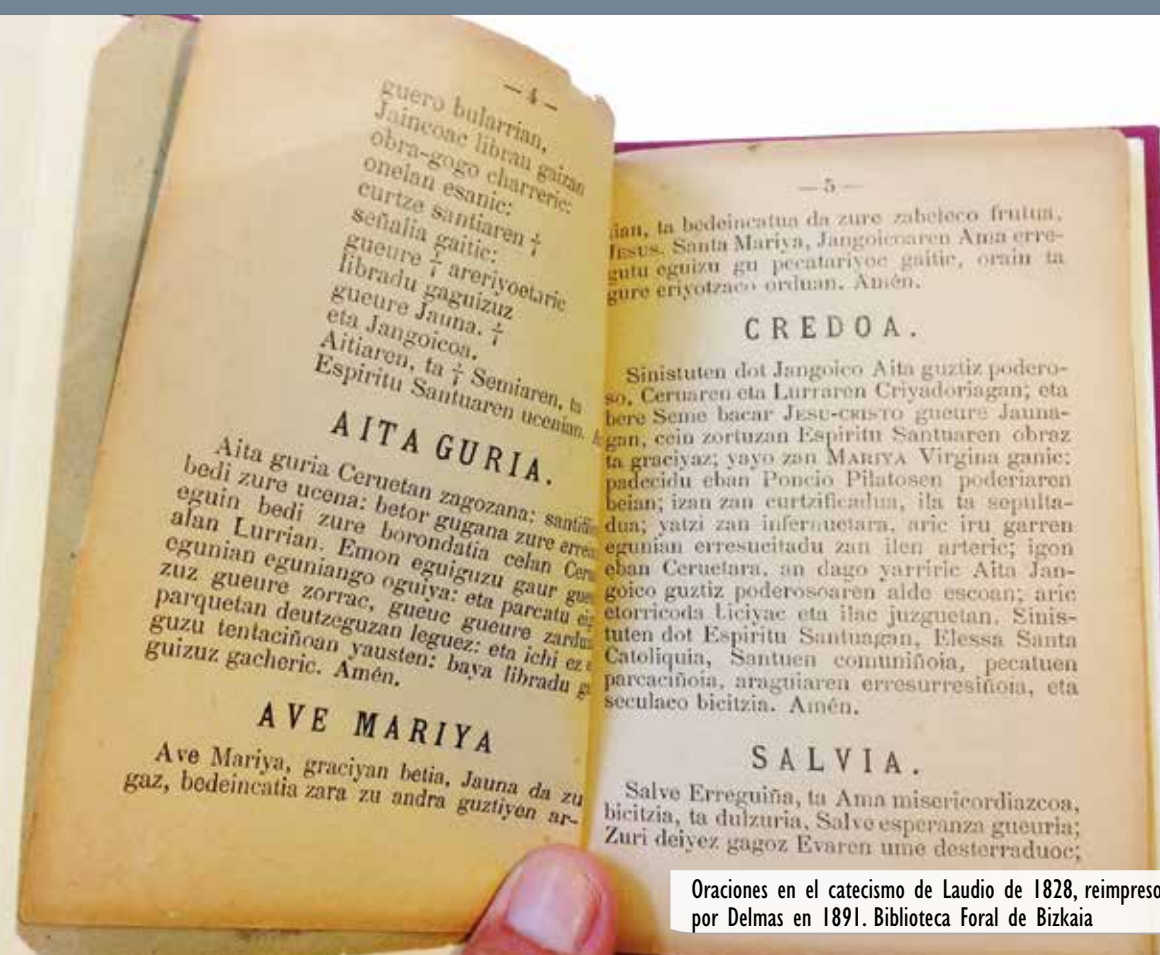 — 4 —
guero bularrian,
Jaincoac librau gaizan
obra-gogo charreric:
onelan esanic:
curtze santiaren †
señalia gaitic:
gueure † areriyoetaric
libradu gaguizuz
gueure Jauna. †
eta Jangoicoa.
Aitiaren, ta † Semiaren, ta
Espiritu Santuaren ucenian.
AITA GURIA.
Aita guria Ceruetan zagozana: 
bedi zure ucena: betor gugana zure
eguin bedi zure borondatia celan
alan Lurrian. Emon eguiguzu gaur
egunian eguniango oguiya: eta parcatu
zuz gueure zorrac, gueuc gueure
parquetan deutzeguzan leguez: eta ichi ez
guzu tentaciñoan yausten: baya libradu
guizuz gacheric. Amén.
AVE MARIYA
Ave Mariya, graciyan betia, Jauna da zu
gaz, bedeincatia zara zu andra guztiyen ar-
— 5 —
ian, ta bedeincatua da zure zabeleco frutua,
JESUS. Santa Mariya, Jangoicoaren Ama erre-
gutu eguizu gu pecatariyoc gaitic, orain ta
gure eriyotzaco orduan. Amén.
CREDOA.
Sinistuten dot Jangoico Aita guztiz podero-
so, Ceruaren eta Lurraren Criyadoriagan; eta
bere Seme bacar JESU-CRISTO gueure Jauna-
gan, cein zortuzan Espiritu Santuaren obraz
ta graciyaz; yayo zan MARIYA Virgina ganic:
padecidu eban Poncio Pilatosen poderiaren
beian; izan zan curtzificadua, ila ta sepulta-
dua; yatzi zan infernuetara, aric iru garren
egunian erresucitadu zan ilen arteric; igon
eban Ceruetara, an dago yarriric Aita Jan-
goico guztiz poderosoaren alde escoan; aric
etorricoda biciyac eta ilac juzguetan. Sinis-
tuten dot Espiritu Santuagan, Elessa Santa
Catoliquia, Santuen comuniñoia, pecatuen
parcaciñoia, araguiaren erresurresiñoia, eta
seculaco bicitzia. Amén.
SALVIA.
Salve Erreguiña, ta Ama misericordiazcoa,
bicitzia, ta dulzuria, Salve esperanza gueuria;
Zuri deiyez gagoz Evaren ume desterraduoc;
Oraciones en el catecismo de Laudio de 1828, reimpreso
por Delmas en 1891. Biblioteca Foral de Bizkaia